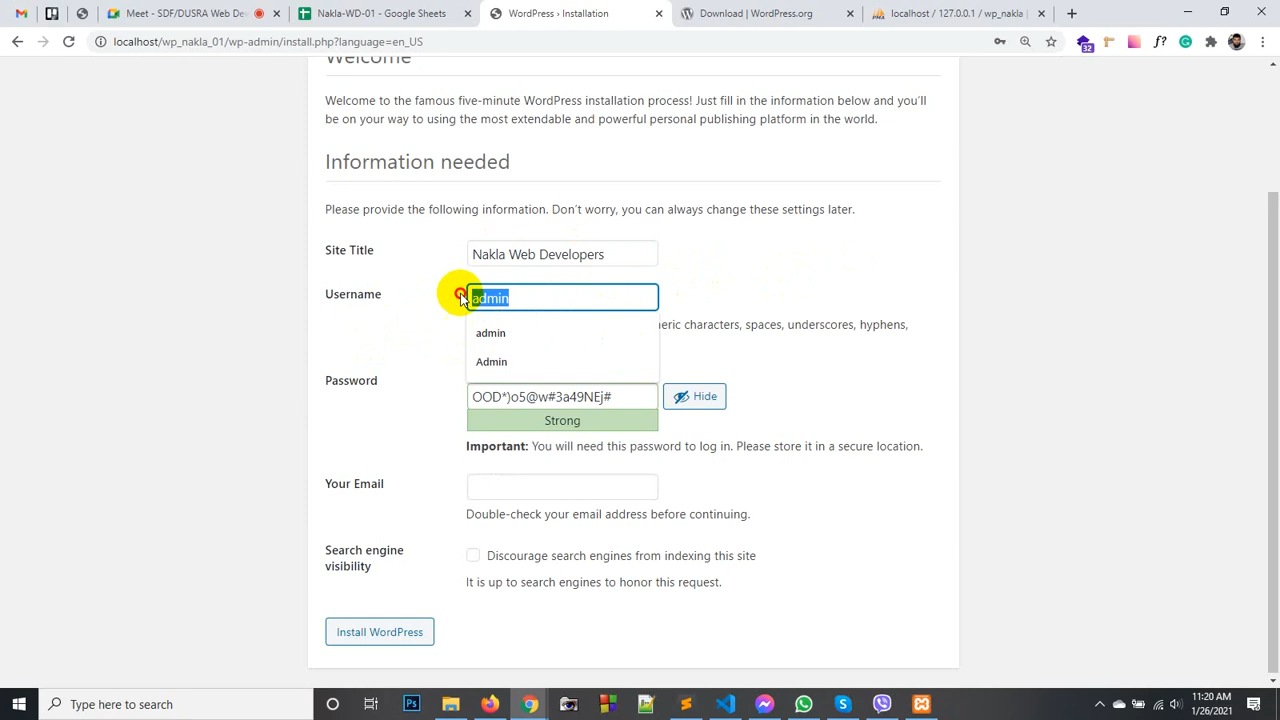 Meet - SDF/DUSRA Web De
Nakla-WD-01 - Google Sheets
WordPress › Installation
Download | WordPress.org
localhost / 127.0.0.1 / wp_nakla |
localhost/wp_nakla_01/wp-admin/install.php?language=en_US
32
f?
Welcome
Welcome to the famous five-minute WordPress installation process! Just fill in the information below and you’ll
be on your way to using the most extendable and powerful personal publishing platform in the world.
Information needed
Please provide the following information. Don’t worry, you can always change these settings later.
Site Title
Nakla Web Developers
Username
admin
admin
Admin
eric characters, spaces, underscores, hyphens,
Password
OOD*)o5@w#3a49NEj#
Hide
Strong
Important: You will need this password to log in. Please store it in a secure location.
Your Email
Double-check your email address before continuing.
Search engine
visibility
Discourage search engines from indexing this site
It is up to search engines to honor this request.
Install WordPress
Type here to search
Ps
11:20 AM
1/26/2021